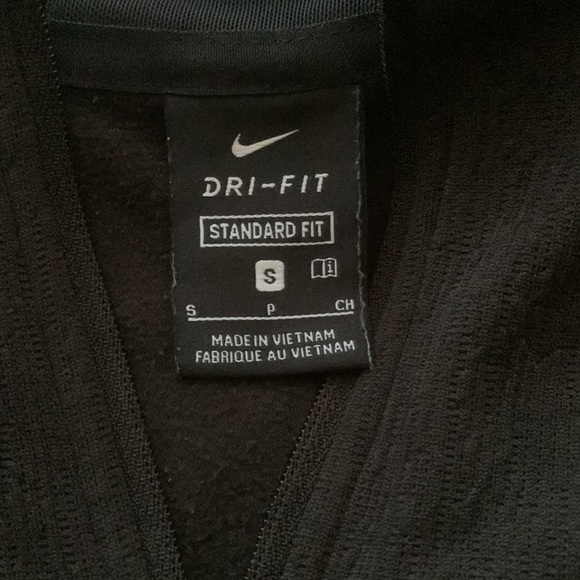 DRI-FIT
STANDARD FIT
S
S P CH
MADE IN VIETNAM
FABRIQUE AU VIETNAM